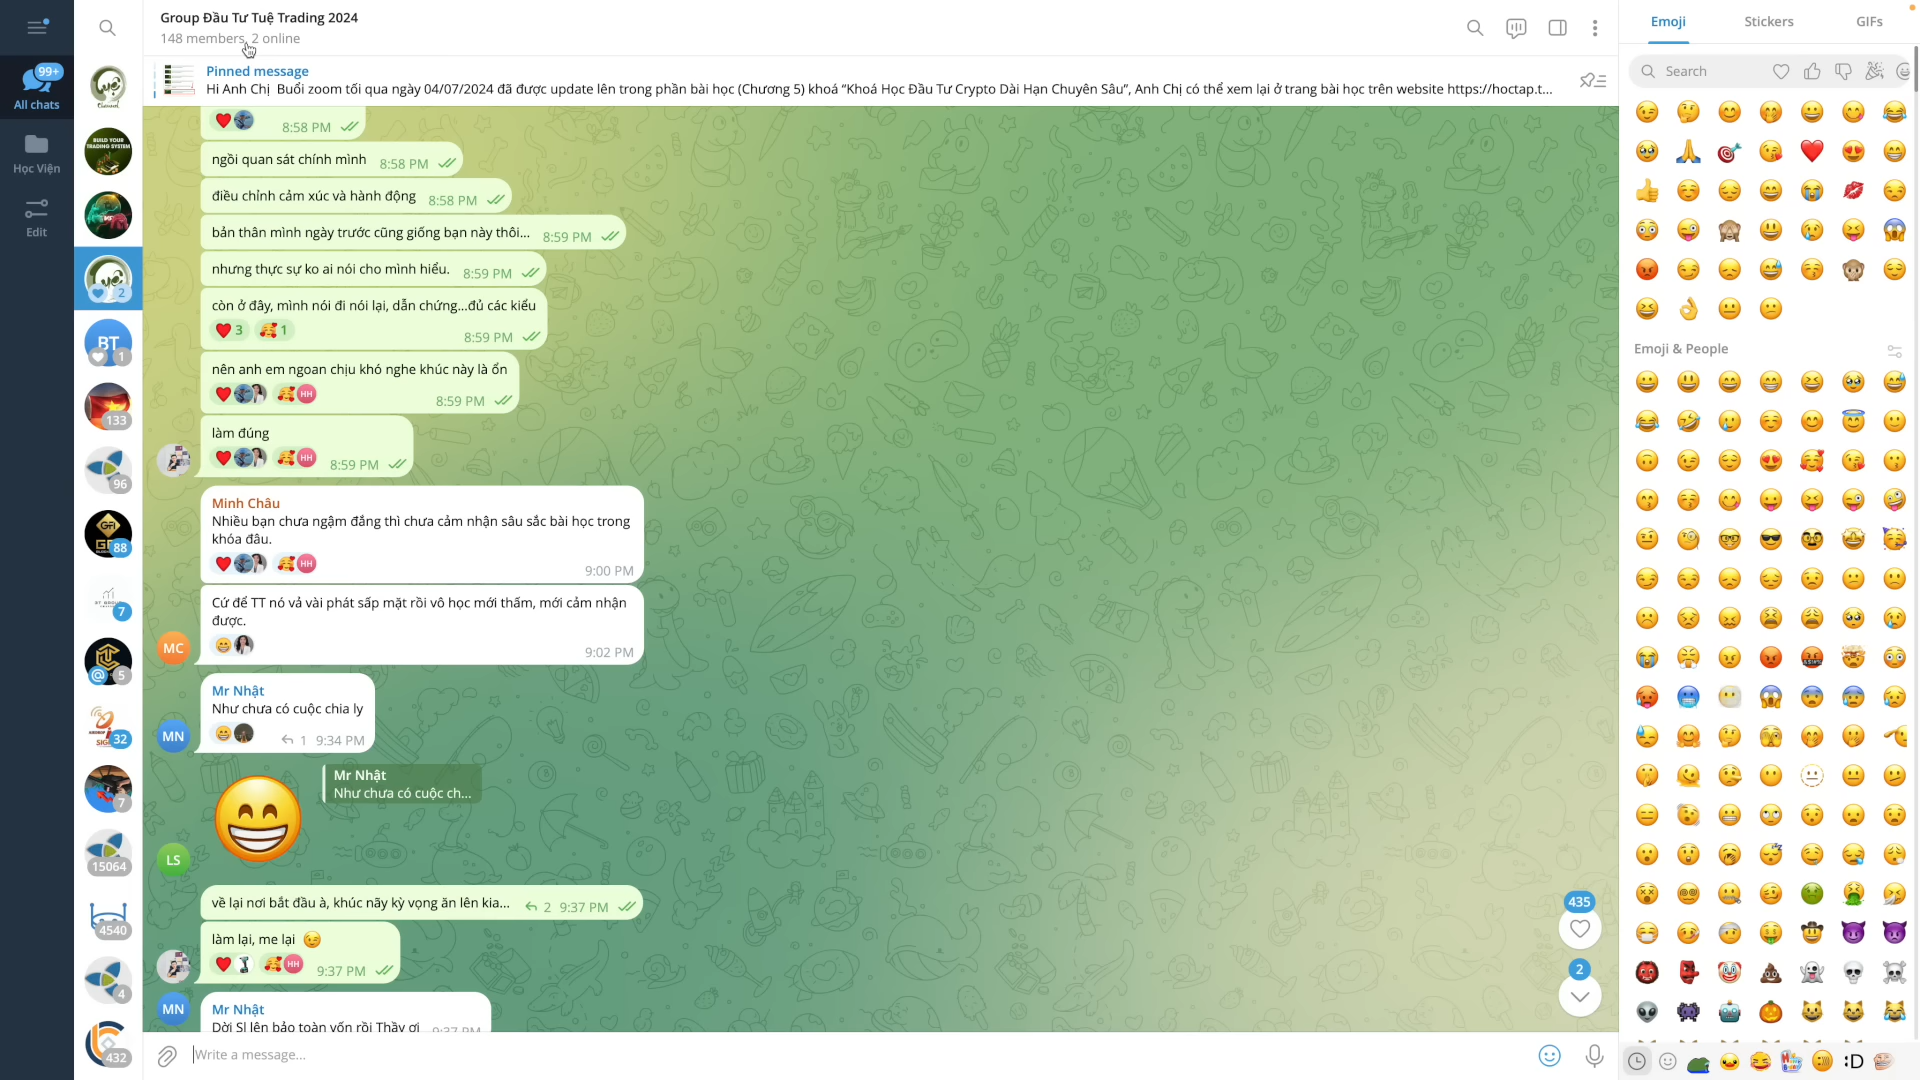 Group Đầu Tư Tuệ Trading 2024
148 members, 2 online
Emoji
Stickers
GIFs
99+
All chats
Pinned message
Hi Anh Chị  Buổi zoom tối qua ngày 04/07/2024 đã được update lên trong phần bài học (Chương 5) khoá “Khoá Học Đầu Tư Crypto Dài Hạn Chuyên Sâu”, Anh Chị có thể xem lại ở trang bài học trên website https://hoctap.t...
Search
Học Viện
Edit
BUILD YOUR
TRADING SYSTEM
2
BT
1
133
96
GFI
88
7
@
5
32
7
15064
4540
4
432
8:58 PM
ngồi quan sát chính mình 8:58 PM
điều chỉnh cảm xúc và hành động 8:58 PM
bản thân mình ngày trước cũng giống bạn này thôi... 8:59 PM
nhưng thực sự ko ai nói cho mình hiểu. 8:59 PM
còn ở đây, mình nói đi nói lại, dẫn chứng...đủ các kiểu
3 1 8:59 PM
nên anh em ngoan chịu khó nghe khúc này là ổn
HH 8:59 PM
làm đúng
HH 8:59 PM
Minh Châu
Nhiều bạn chưa ngậm đắng thì chưa cảm nhận sâu sắc bài học trong
khóa đâu.
HH 9:00 PM
Cứ để TT nó vả vài phát sấp mặt rồi vô học mới thấm, mới cảm nhận
được.
MC 9:02 PM
Mr Nhật
Như chưa có cuộc chia ly
MN 1 9:34 PM
Mr Nhật
Như chưa có cuộc ch...
LS
về lại nơi bắt đầu à, khúc nãy kỳ vọng ăn lên kia... 2 9:37 PM
làm lại, me lại
HH 9:37 PM
MN
Mr Nhật
Dời Sl lên bảo toàn vốn rồi Thầy ơi 9:37 PM
435
2
Write a message...
Emoji & People
:D